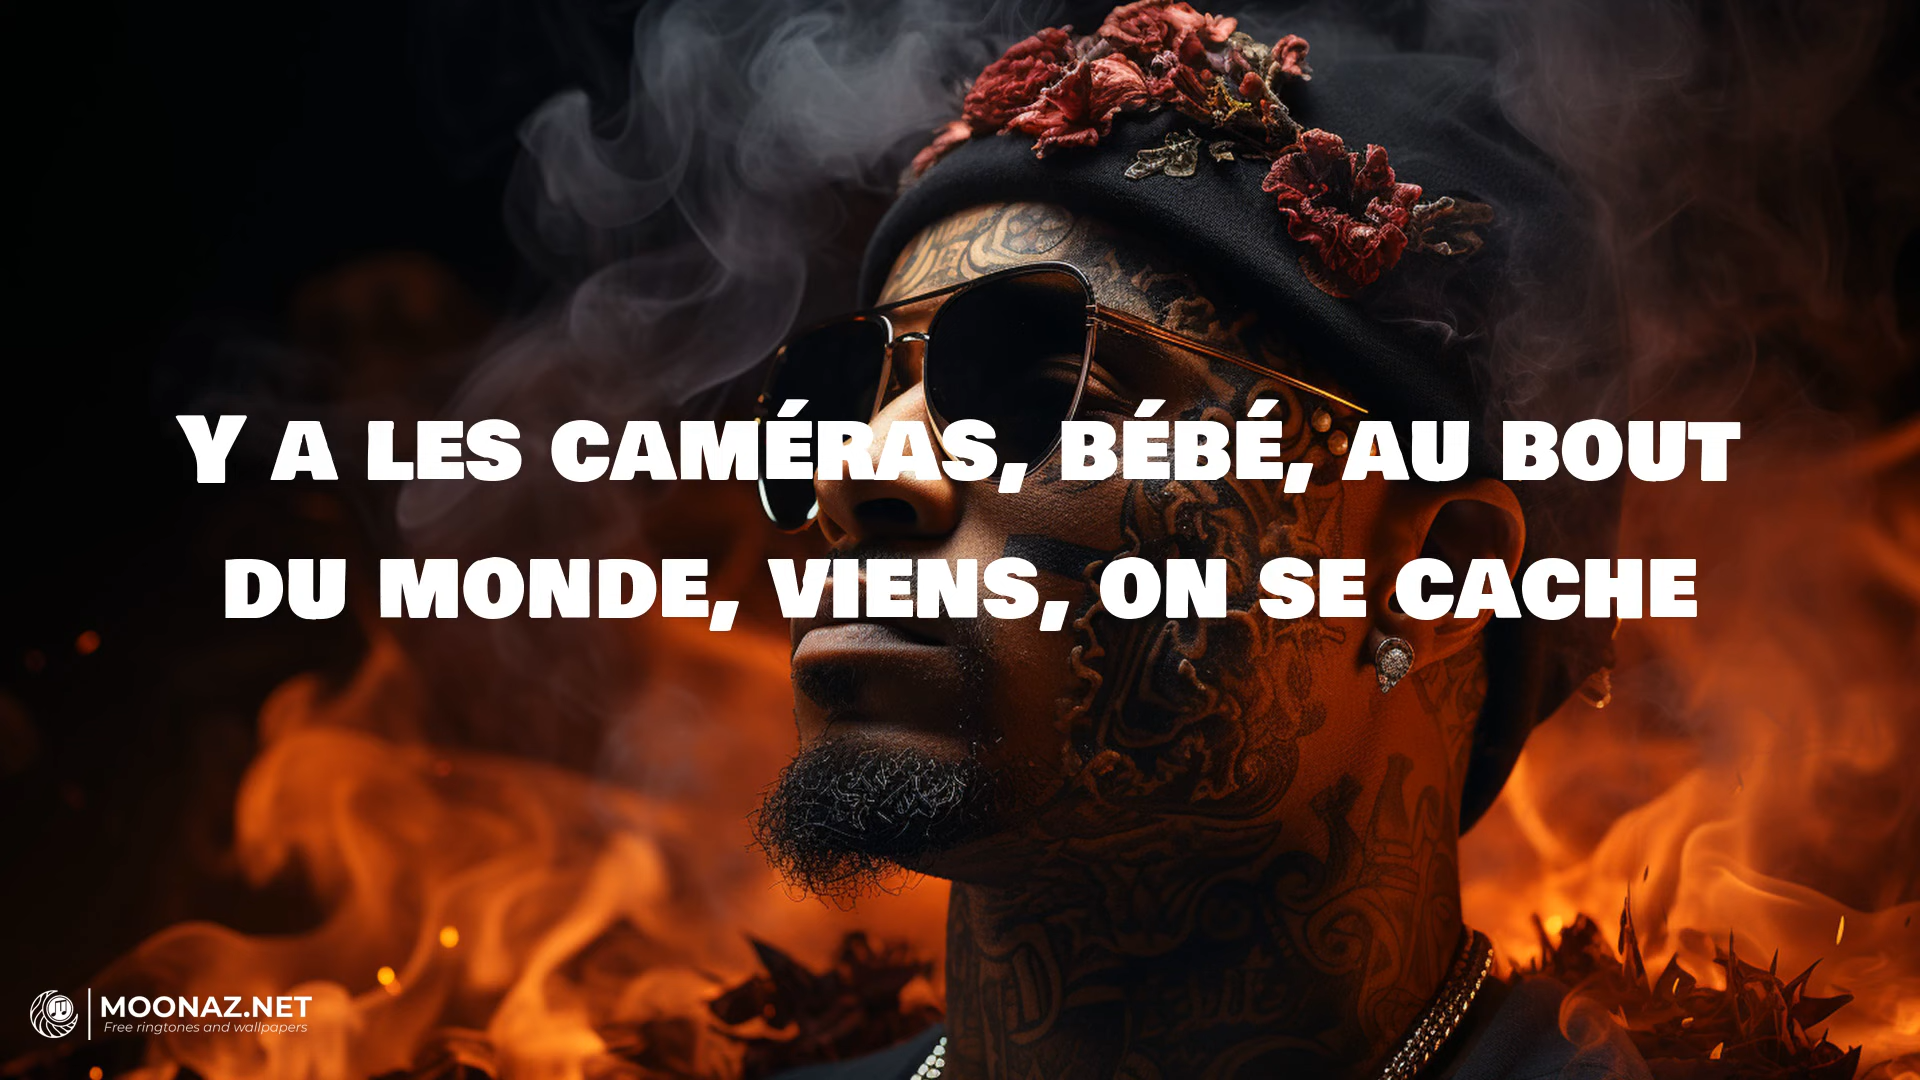 Y A LES CAMÉRAS, BÉBÉ, AU BOUT
DU MONDE, VIENS, ON SE CACHE
MOONAZ.NET
Free ringtones and wallpapers